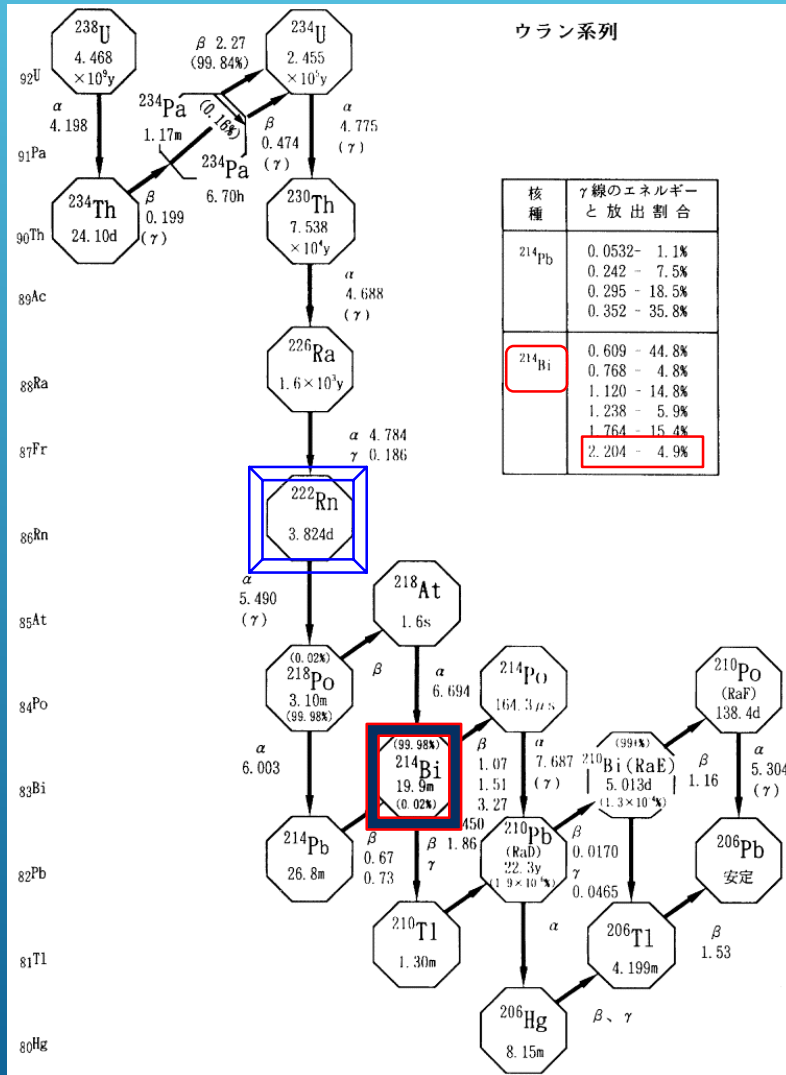 ウラン系列
92U
91Pa
90Th
89Ac
88Ra
87Fr
86Rn
85At
84Po
83Bi
82Pb
81Tl
80Hg
238U
4.468
×10⁹y
α
4.198
234Th
24.10d
β
0.199
(γ)
234Pa
1.17m
(0.16%)
β 2.27
(99.84%)
234Pa
6.70h
β
0.474
(γ)
234U
2.455
×10⁵y
α
4.775
(γ)
230Th
7.538
×10⁴y
α
4.688
(γ)
226Ra
1.6×10³y
α 4.784
γ 0.186
222Rn
3.824d
α
5.490
(γ)
(0.02%)
218Po
3.10m
(99.98%)
β
218At
1.6s
α
6.694
α
6.003
214Pb
26.8m
β
0.67
0.73
(99.98%)
214Bi
19.9m
(0.02%)
β
1.07
1.51
3.27
450
β 1.86
γ
214Po
164.3μs
α
7.687
(γ)
210Tl
1.30m
210Pb
(RaD)
22.3y
β
0.0170
γ
0.0465
α
210Bi(RaE)
5.013d
β
1.16
210Po
(RaF)
138.4d
α
5.304
(γ)
206Pb
安定
206Hg
8.15m
β、γ
206Tl
4.199m
β
1.53
核種
γ線のエネルギーと放出割合
214Pb
0.0532- 1.1%
0.242 - 7.5%
0.295 - 18.5%
0.352 - 35.8%
214Bi
0.609 - 44.8%
0.768 - 4.8%
1.120 - 14.8%
1.238 - 5.9%
1.764 - 15.4%
2.204 - 4.9%